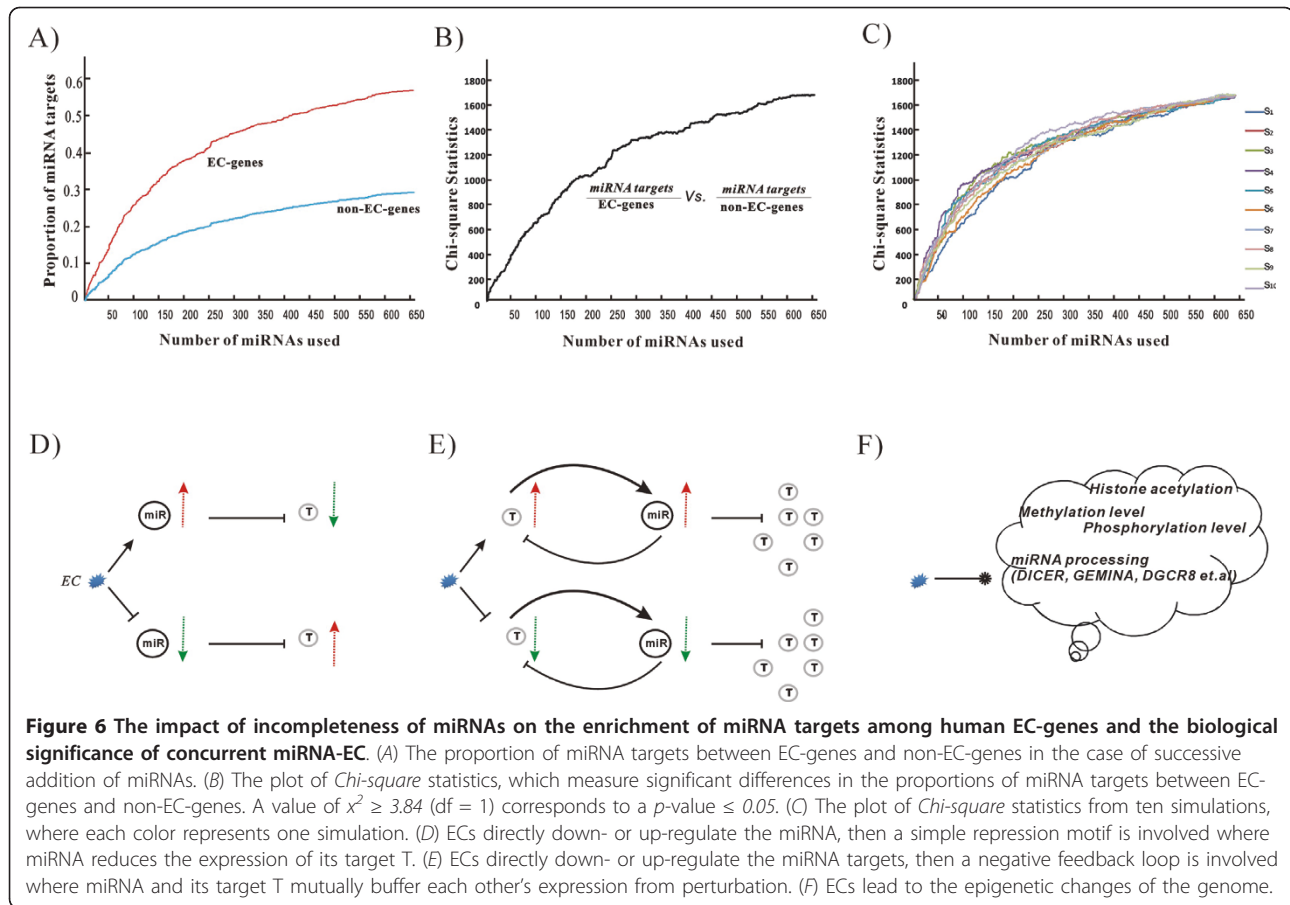 A)
0.6
0.5
0.4
0.3
0.2
0.1
0
Proportion of miRNA targets
EC-genes
non-EC-genes
50 100 150 200 250 300 350 400 450 500 550 600 650
Number of miRNAs used
B)
1800
1600
1400
1200
1000
800
600
400
200
0
Chi-square Statistics
miRNA targets Vs. miRNA targets
EC-genes non-EC-genes
50 100 150 200 250 300 350 400 450 500 550 600 650
Number of miRNAs used
C)
1800
1600
1400
1200
1000
800
600
400
200
0
Chi-square Statistics
50 100 150 200 250 300 350 400 450 500 550 600 650
Number of miRNAs used
S1
S2
S3
S4
S5
S6
S7
S8
S9
S10
D)
miR T
EC
miR T
E)
T miR T T T T T T
T miR T T T T T T
F)
Histone acetylation
Methylation level
Phosphorylation level
miRNA processing
(DICER, GEMINA, DGCR8 et.al)
Figure 6 The impact of incompleteness of miRNAs on the enrichment of miRNA targets among human EC-genes and the biological
significance of concurrent miRNA-EC. (A) The proportion of miRNA targets between EC-genes and non-EC-genes in the case of successive
addition of miRNAs. (B) The plot of Chi-square statistics, which measure significant differences in the proportions of miRNA targets between EC-
genes and non-EC-genes. A value of x² ≥ 3.84 (df = 1) corresponds to a p-value ≤ 0.05. (C) The plot of Chi-square statistics from ten simulations,
where each color represents one simulation. (D) ECs directly down- or up-regulate the miRNA, then a simple repression motif is involved where
miRNA reduces the expression of its target T. (E) ECs directly down- or up-regulate the miRNA targets, then a negative feedback loop is involved
where miRNA and its target T mutually buffer each other's expression from perturbation. (F) ECs lead to the epigenetic changes of the genome.